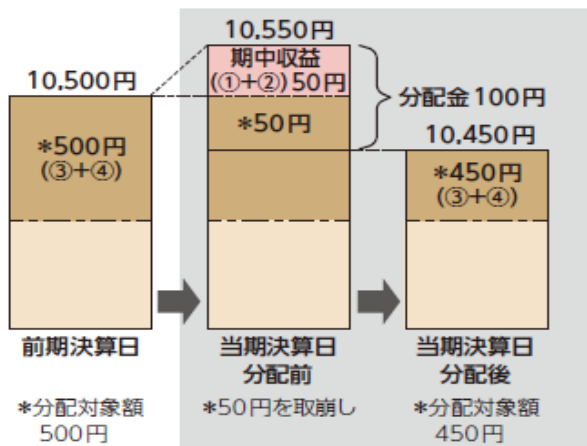 10,550円
期中収益
(①+②)50円
10,500円
分配金100円
*50円
10,450円
*500円
(③+④)
*450円
(③+④)
前期決算日
当期決算日
分配前
当期決算日
分配後
*分配対象額
500円
*50円を取崩し
*分配対象額
450円